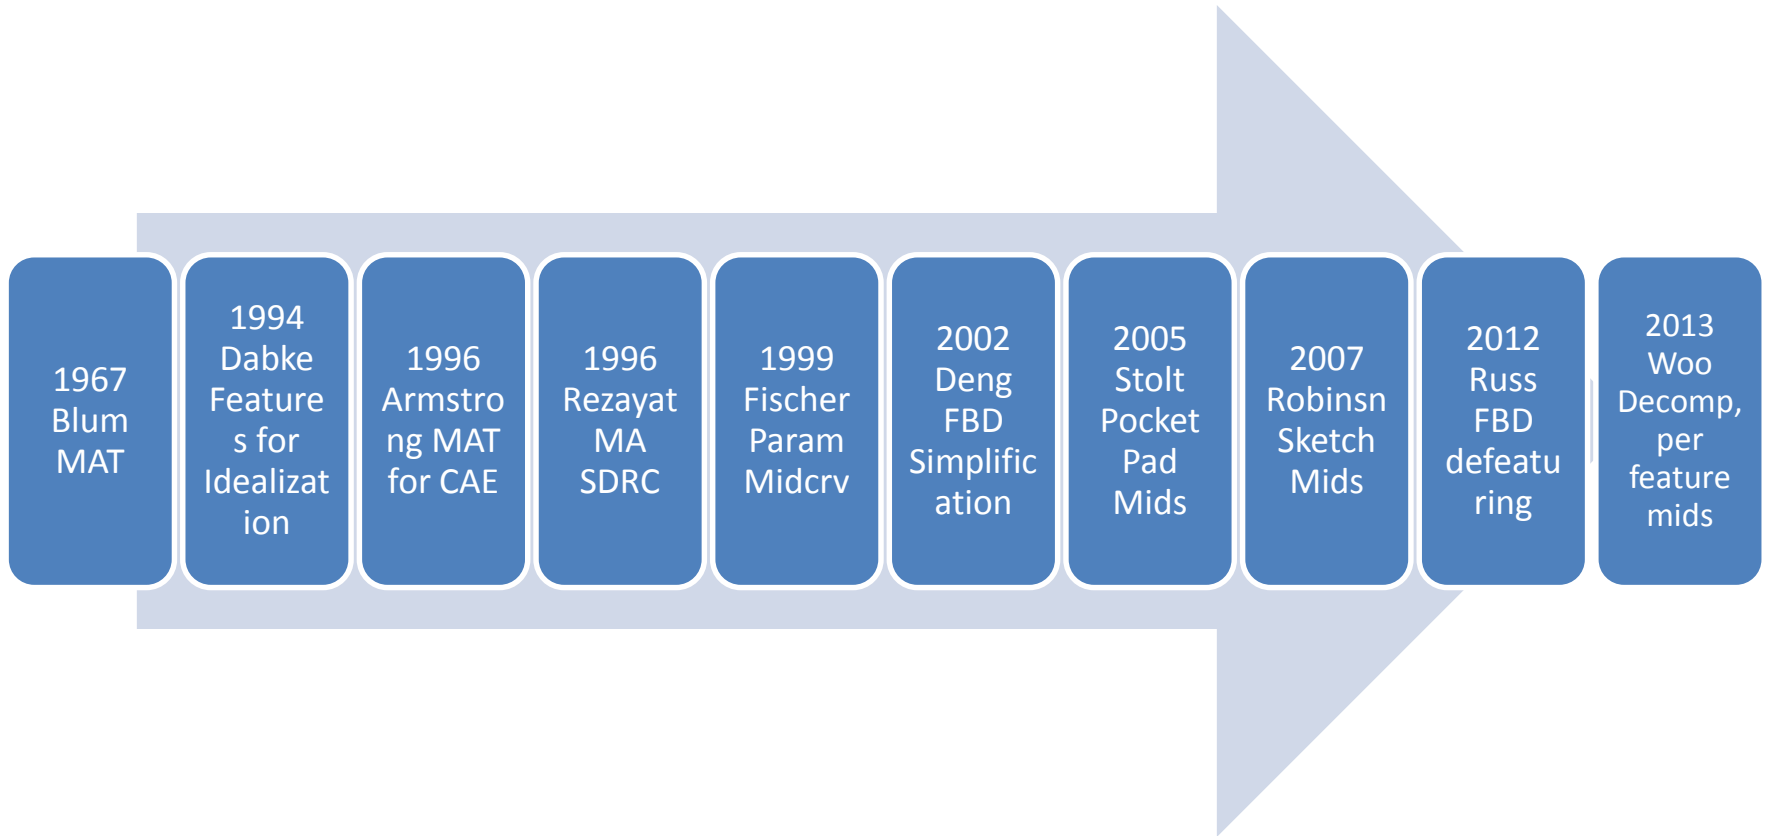 1967
Blum
MAT
1994
Dabke
Feature
s for
Idealizat
ion
1996
Armstro
ng MAT
for CAE
1996
Rezayat
MA
SDRC
1999
Fischer
Param
Midcrv
2002
Deng
FBD
Simplific
ation
2005
Stolt
Pocket
Pad
Mids
2007
Robinsn
Sketch
Mids
2012
Russ
FBD
defeatu
ring
2013
Woo
Decomp,
per
feature
mids